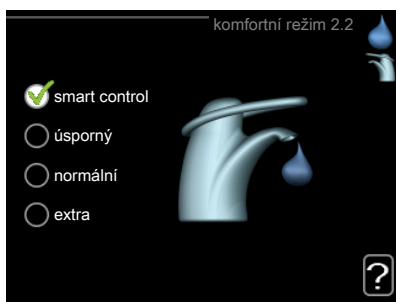 komfortní režim 2.2
smart control
úsporný
normální
extra
?